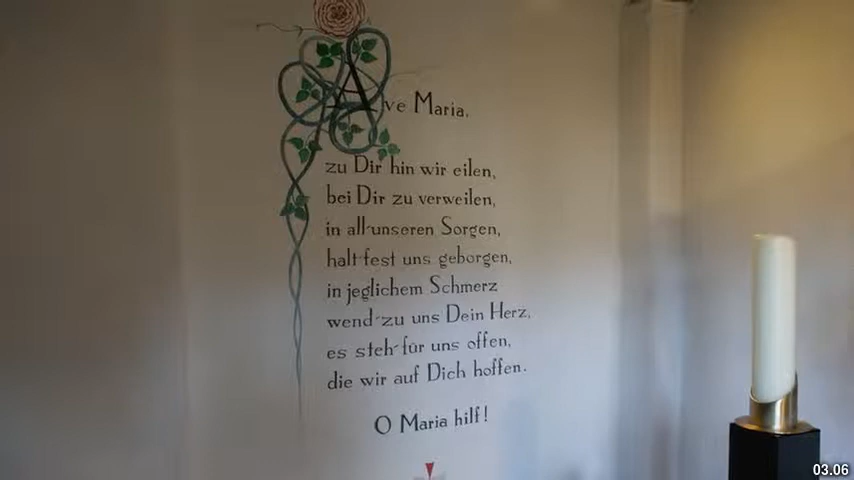 Ave Maria,
zu Dir hin wir eilen,
bei Dir zu verweilen,
in all'unseren Sorgen,
halt fest uns geborgen,
in jeglichem Schmerz
wend'zu uns Dein Herz,
es steh'für uns offen,
die wir auf Dich hoffen.
O Maria hilf!
03.06